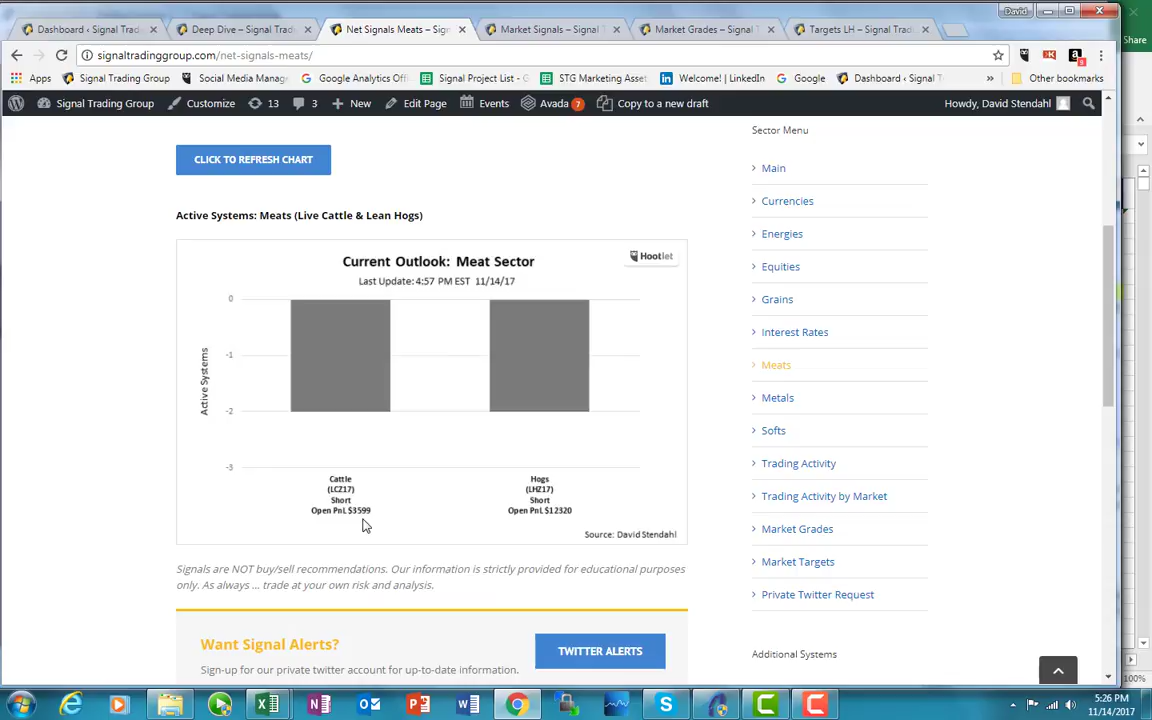 David
Dashboard ‹ Signal Trad
Deep Dive – Signal Tradi
Net Signals Meats – Sign
Market Signals – Signal T
Market Grades – Signal T
Targets LH – Signal Trad
signaltradinggroup.com/net-signals-meats/
Share
Apps
Signal Trading Group
Social Media Manag
Google Analytics Offi
Signal Project List - G
STG Marketing Asset
Welcome! | LinkedIn
Google
Dashboard ‹ Signal T
»
Other bookmarks
Signal Trading Group
Customize
13
3
New
Edit Page
Events
Avada 7
Copy to a new draft
Howdy, David Stendahl
CLICK TO REFRESH CHART
Active Systems: Meats (Live Cattle & Lean Hogs)
Current Outlook: Meat Sector
Last Update: 4:57 PM EST 11/14/17
Hootlet
0
-1
-2
-3
Active Systems
Cattle
(LCZ17)
Short
Open PnL $3599
Hogs
(LHZ17)
Short
Open PnL $12320
Source: David Stendahl
Signals are NOT buy/sell recommendations. Our information is strictly provided for educational purposes
only. As always ... trade at your own risk and analysis.
Want Signal Alerts?
Sign-up for our private twitter account for up-to-date information.
TWITTER ALERTS
Sector Menu
Main
Currencies
Energies
Equities
Grains
Interest Rates
Meats
Metals
Softs
Trading Activity
Trading Activity by Market
Market Grades
Market Targets
Private Twitter Request
Additional Systems
100%
5:26 PM
11/14/2017